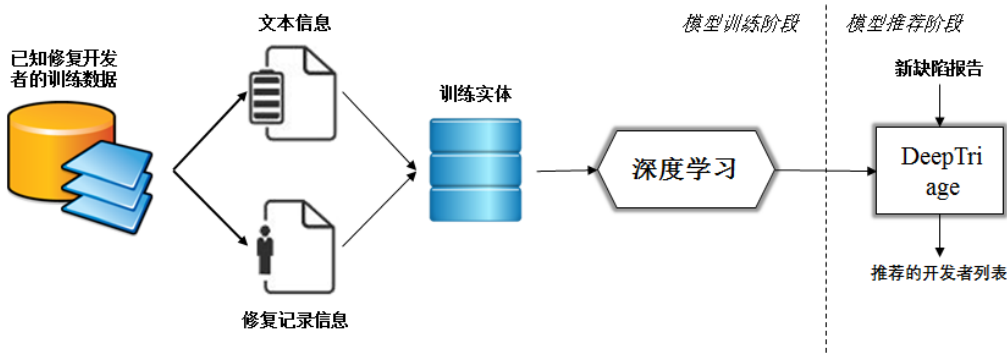 文本信息
模型训练阶段
模型推荐阶段
已知修复开发
者的训练数据
新缺陷报告
训练实体
深度学习
DeepTri
age
推荐的开发者列表
修复记录信息